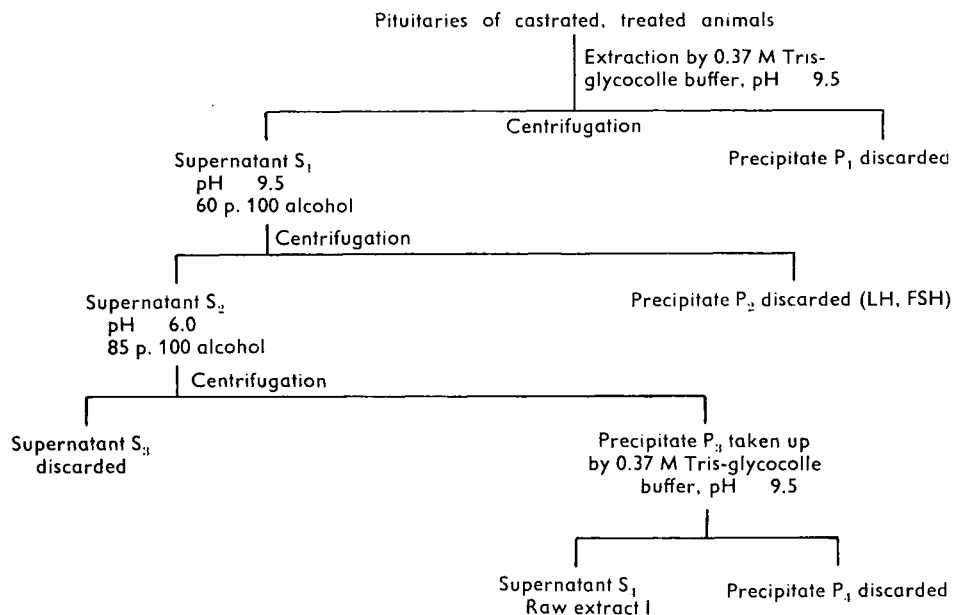 Pituitaries of castrated, treated animals
Extraction by 0.37 M Tris-
glycocolle buffer, pH 9.5
Centrifugation
Supernatant S₁
pH 9.5
60 p. 100 alcohol
Precipitate P₁ discarded
Centrifugation
Supernatant S₂
pH 6.0
85 p. 100 alcohol
Precipitate P₂ discarded (LH, FSH)
Centrifugation
Supernatant S₃
discarded
Precipitate P₃ taken up
by 0.37 M Tris-glycocolle
buffer, pH 9.5
Supernatant S₄
Raw extract I
Precipitate P₄ discarded